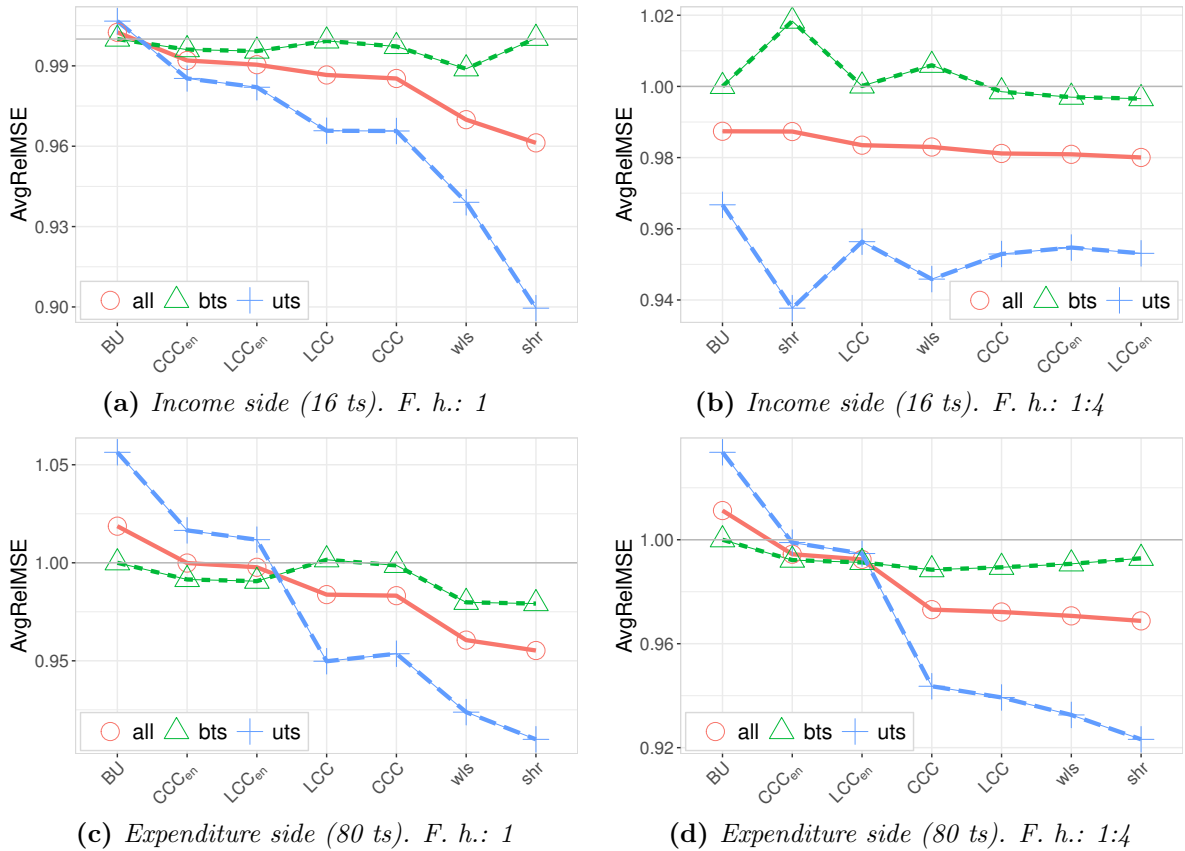 AvgRelMSE
0.99
0.96
0.93
0.90
all bts uts
BU CCCen LCCen LCC CCC wls shr
(a) Income side (16 ts). F. h.: 1
AvgRelMSE
1.02
1.00
0.98
0.96
0.94
all bts uts
BU shr LCC wls CCC CCCen LCCen
(b) Income side (16 ts). F. h.: 1:4
AvgRelMSE
1.05
1.00
0.95
all bts uts
BU CCCen LCCen LCC CCC wls shr
(c) Expenditure side (80 ts). F. h.: 1
AvgRelMSE
1.00
0.96
0.92
all bts uts
BU CCCen LCCen CCC LCC wls shr
(d) Expenditure side (80 ts). F. h.: 1:4